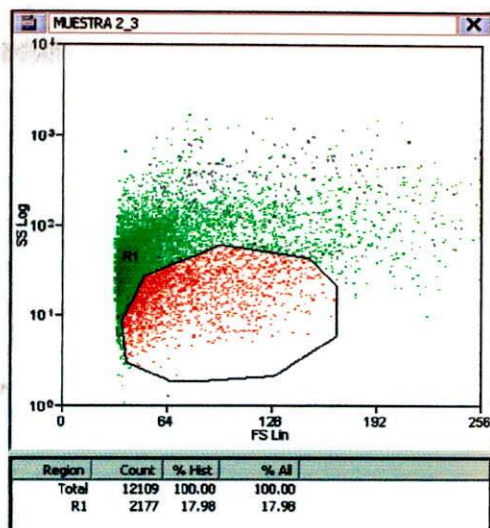 MUESTRA 2_3
10⁴
10³
10²
10¹
10⁰
SS Log
R1
0 64 128 192 256
FS Lin
Region Count % Hist % All
Total 12109 100.00 100.00
R1 2177 17.98 17.98